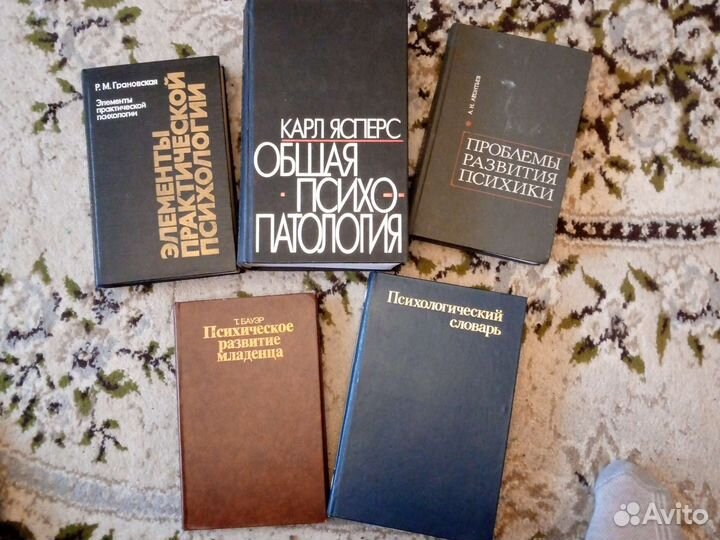 Р. М. Грановская
Элементы
практической
психологии
ЭЛЕМЕНТЫ
ПРАКТИЧЕСКОЙ
ПСИХОЛОГИИ
КАРЛ ЯСПЕРС
ОБЩАЯ
·ПСИХО-
ПАТОЛОГИЯ
А. Н. ЛЕОНТЬЕВ
ПРОБЛЕМЫ
РАЗВИТИЯ
ПСИХИКИ
Т. БАУЭР
Психическое
развитие
младенца
Психологический
словарь
Avito